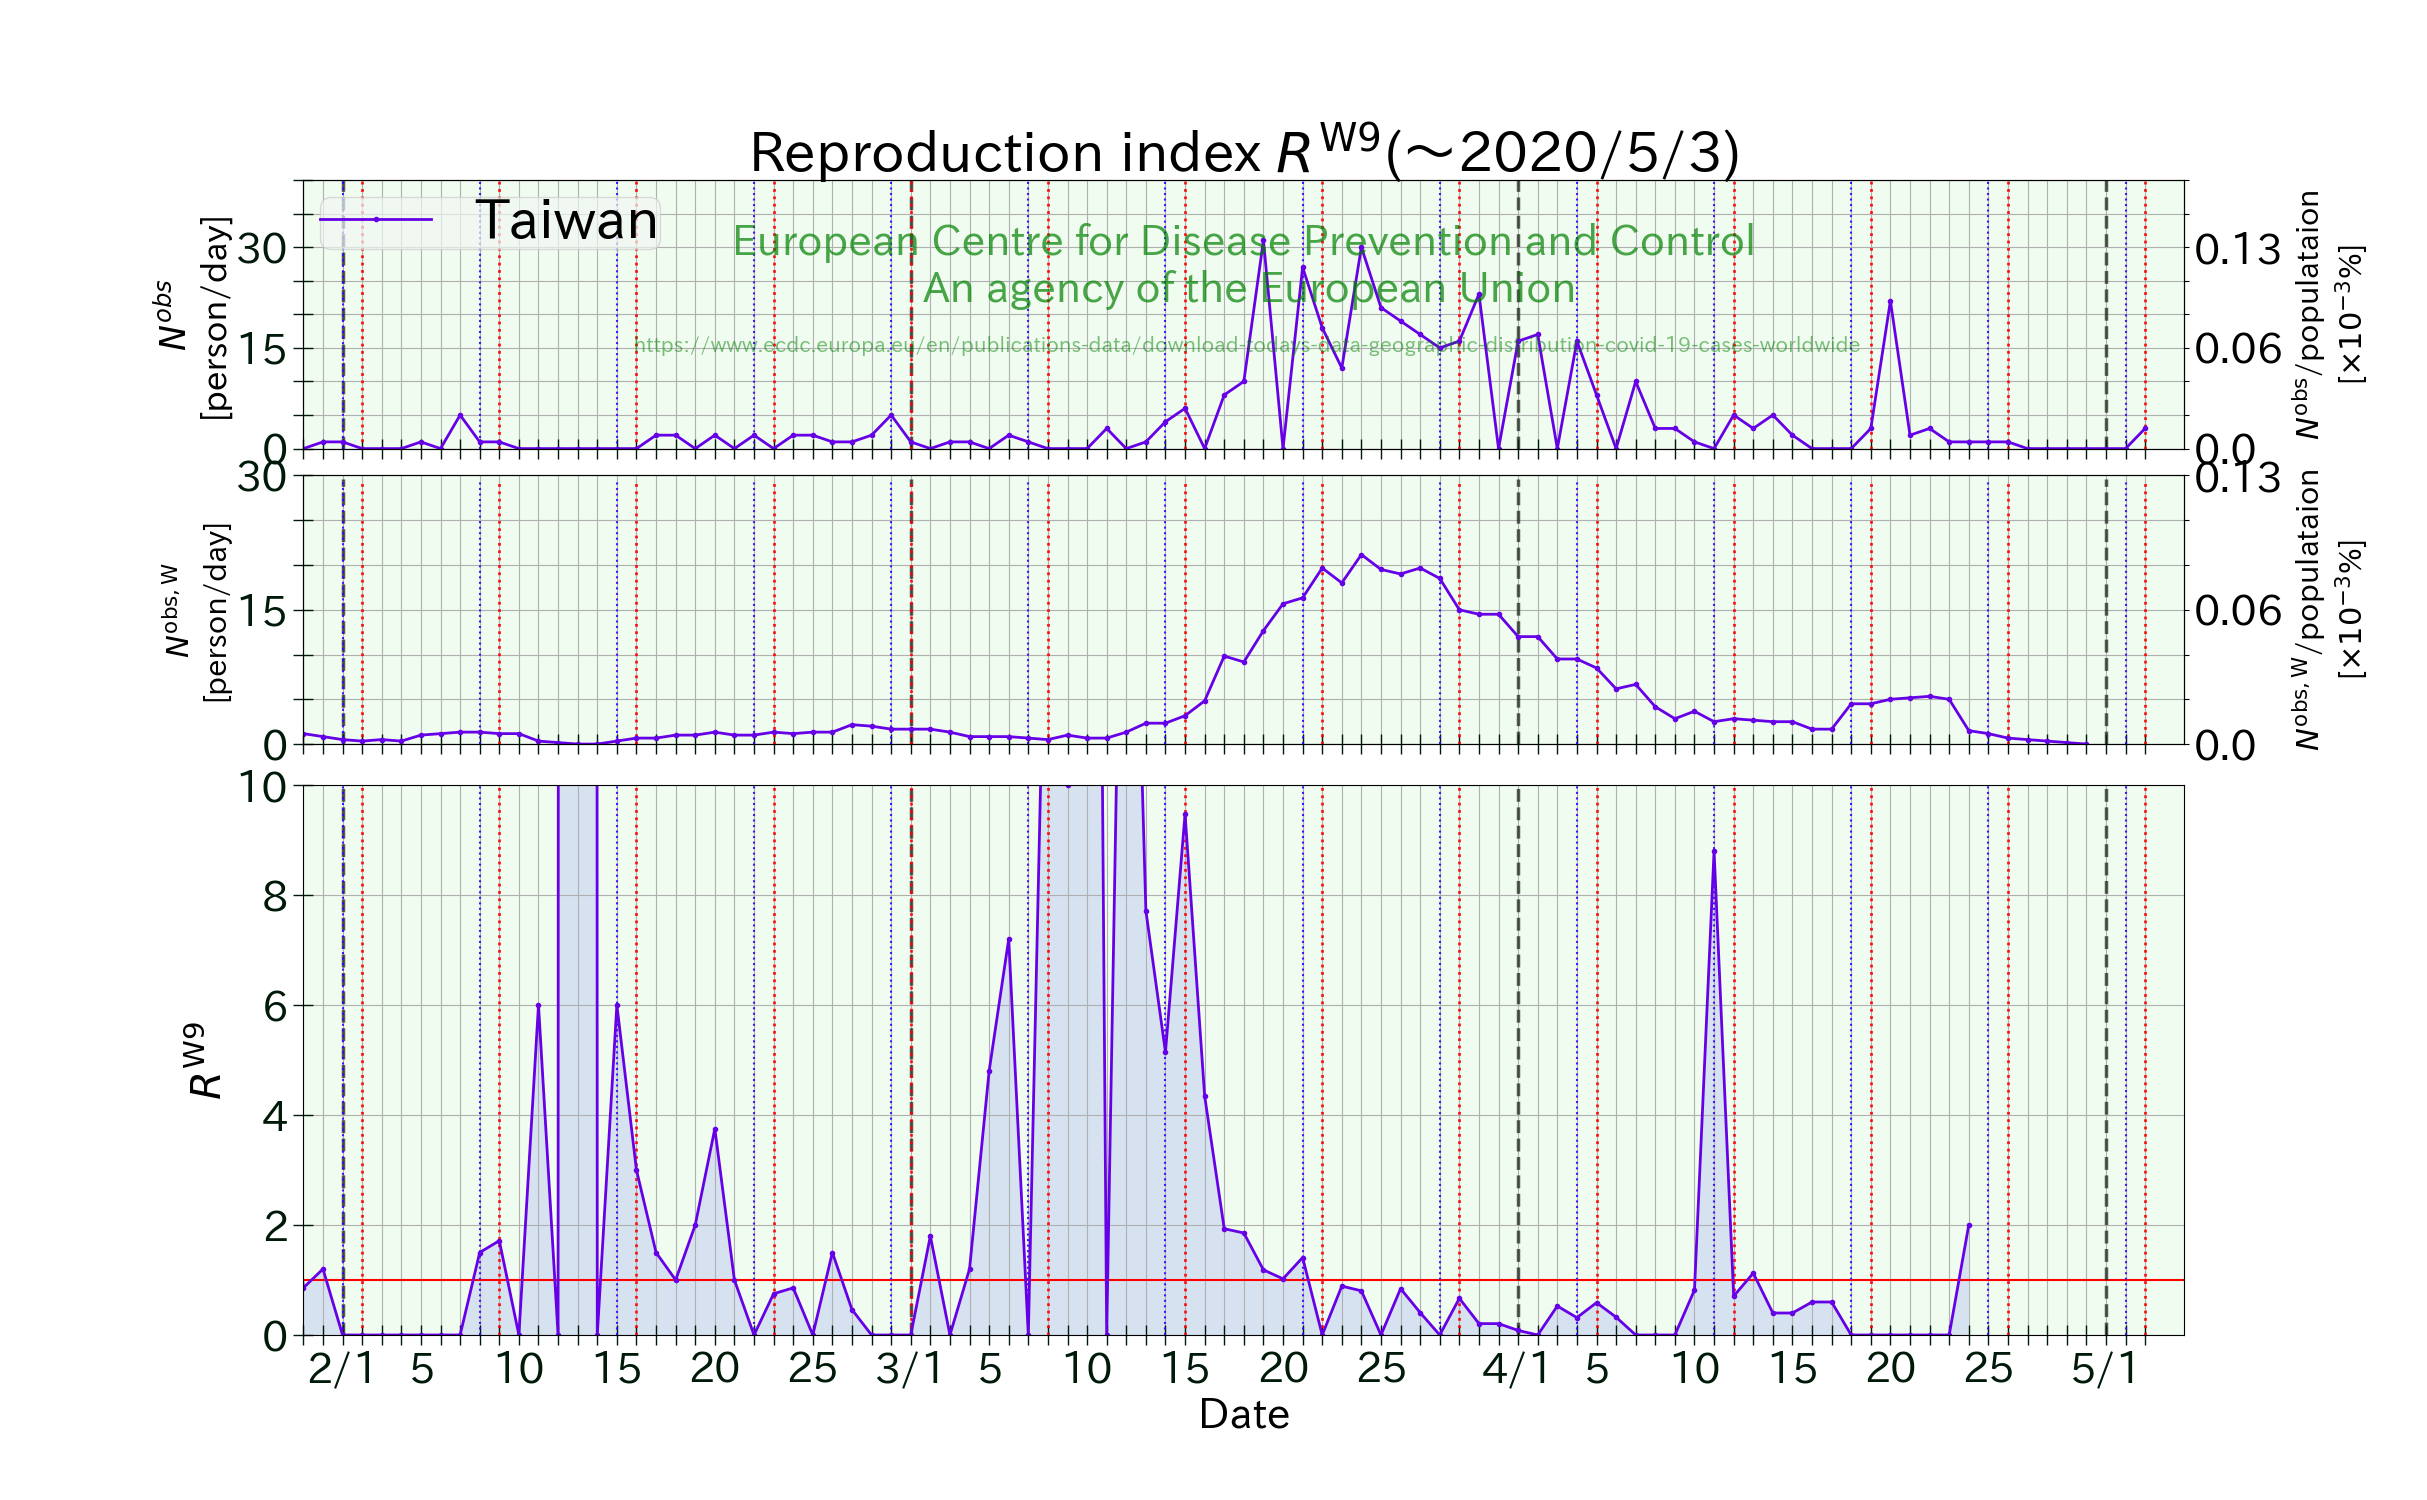 Reproduction index R^W9(～2020/5/3)
Taiwan
European Centre for Disease Prevention and Control
An agency of the European Union
https://www.ecdc.europa.eu/en/publications-data/download-todays-data-geographic-distribution-covid-19-cases-worldwide
N^obs
[person/day]
30
15
0
0.13
0.06
0.0
N^obs/populataion
[×10^−3%]
N^obs,W
[person/day]
30
15
0
0.13
0.06
0.0
N^obs,W/populataion
[×10^−3%]
R^W9
10
8
6
4
2
0
2/1 5 10 15 20 25 3/1 5 10 15 20 25 4/1 5 10 15 20 25 5/1
Date